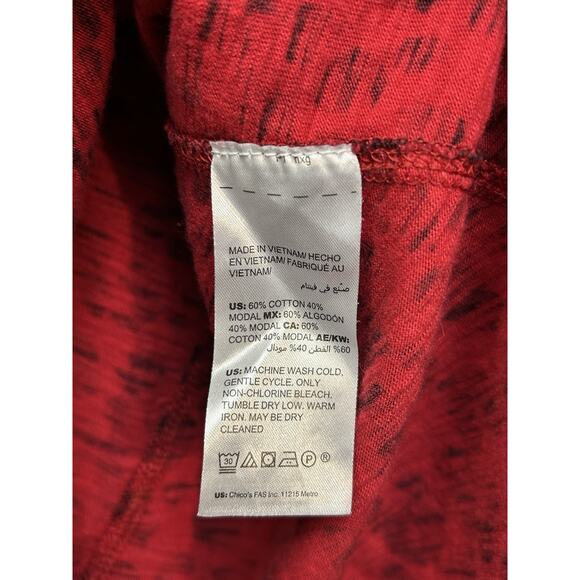 MADE IN VIETNAM/ HECHO
EN VIETNAM/ FABRIQUÉ AU
VIETNAM/
صنع في فيتنام
US: 60% COTTON 40%
MODAL MX: 60% ALGODÓN
40% MODAL CA: 60%
COTON 40% MODAL AE/KW:
60% القطن 40% مودال
US: MACHINE WASH COLD,
GENTLE CYCLE. ONLY
NON-CHLORINE BLEACH.
TUMBLE DRY LOW. WARM
IRON. MAY BE DRY
CLEANED
30 P ®
US: Chico's FAS Inc. 11215 Metro